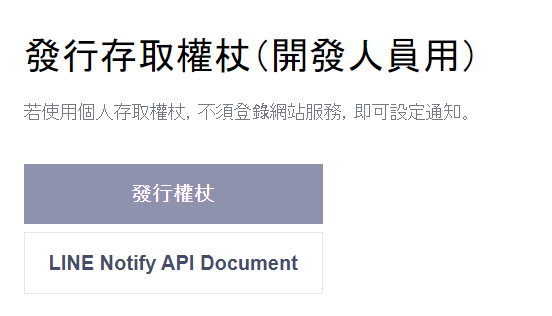 發行存取權杖(開發人員用)
若使用個人存取權杖, 不須登錄網站服務, 即可設定通知。
發行權杖
LINE Notify API Document